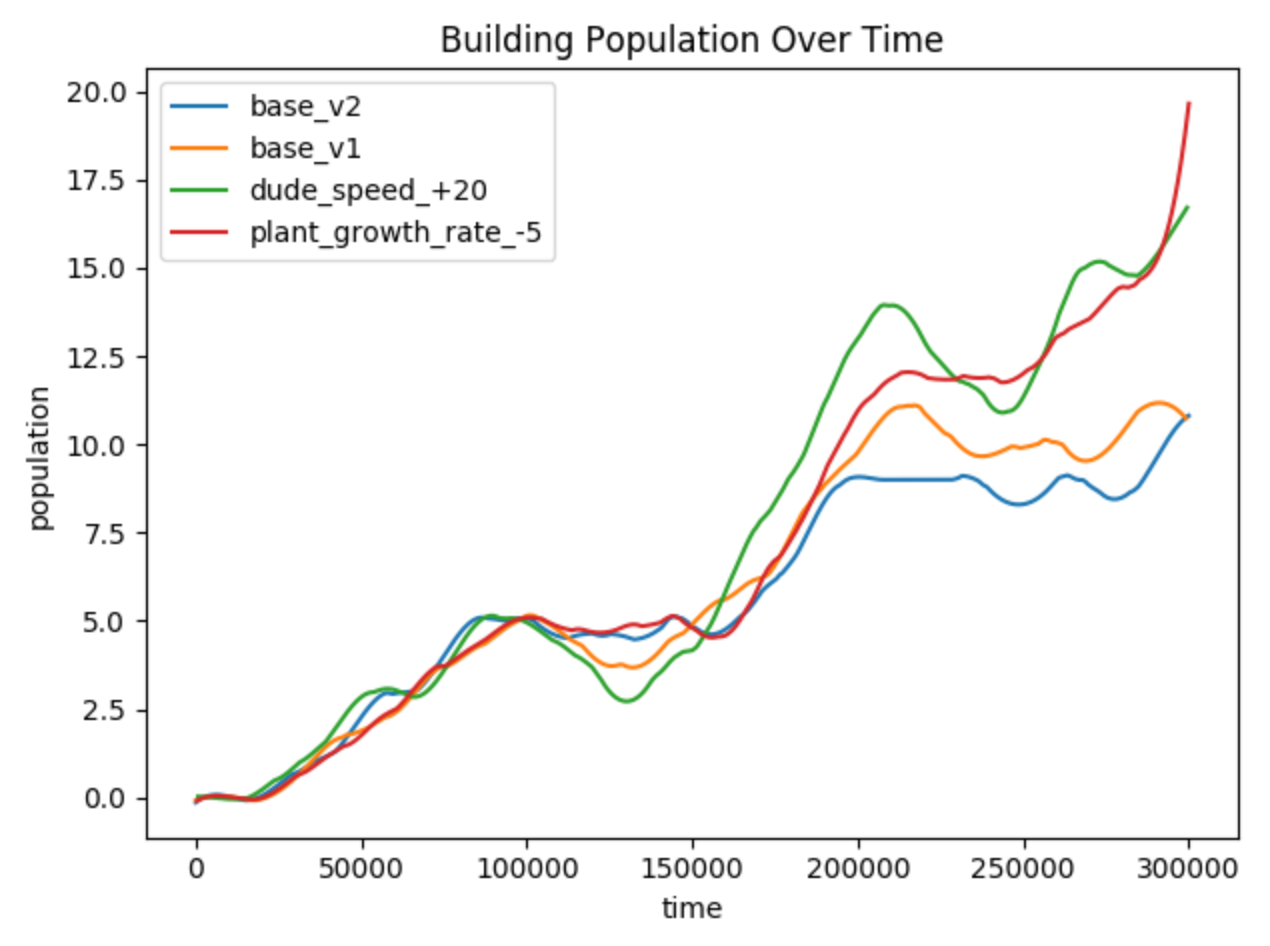 Building Population Over Time
base_v2
base_v1
dude_speed_+20
plant_growth_rate_-5
population
20.0
17.5
15.0
12.5
10.0
7.5
5.0
2.5
0.0
0 50000 100000 150000 200000 250000 300000
time